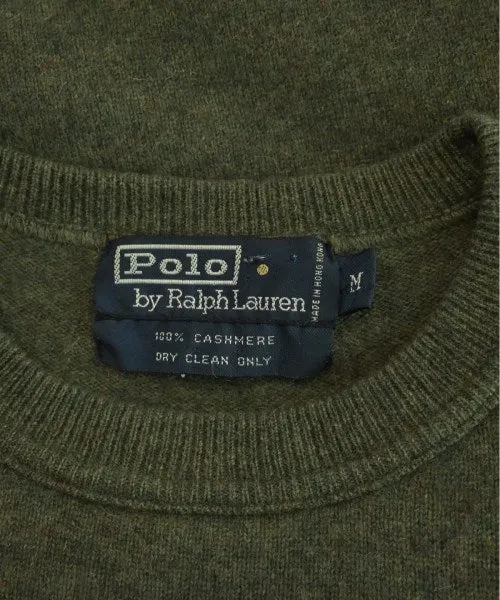 Polo
by Ralph Lauren
MADE IN HONG KONG
M
100% CASHMERE
DRY CLEAN ONLY